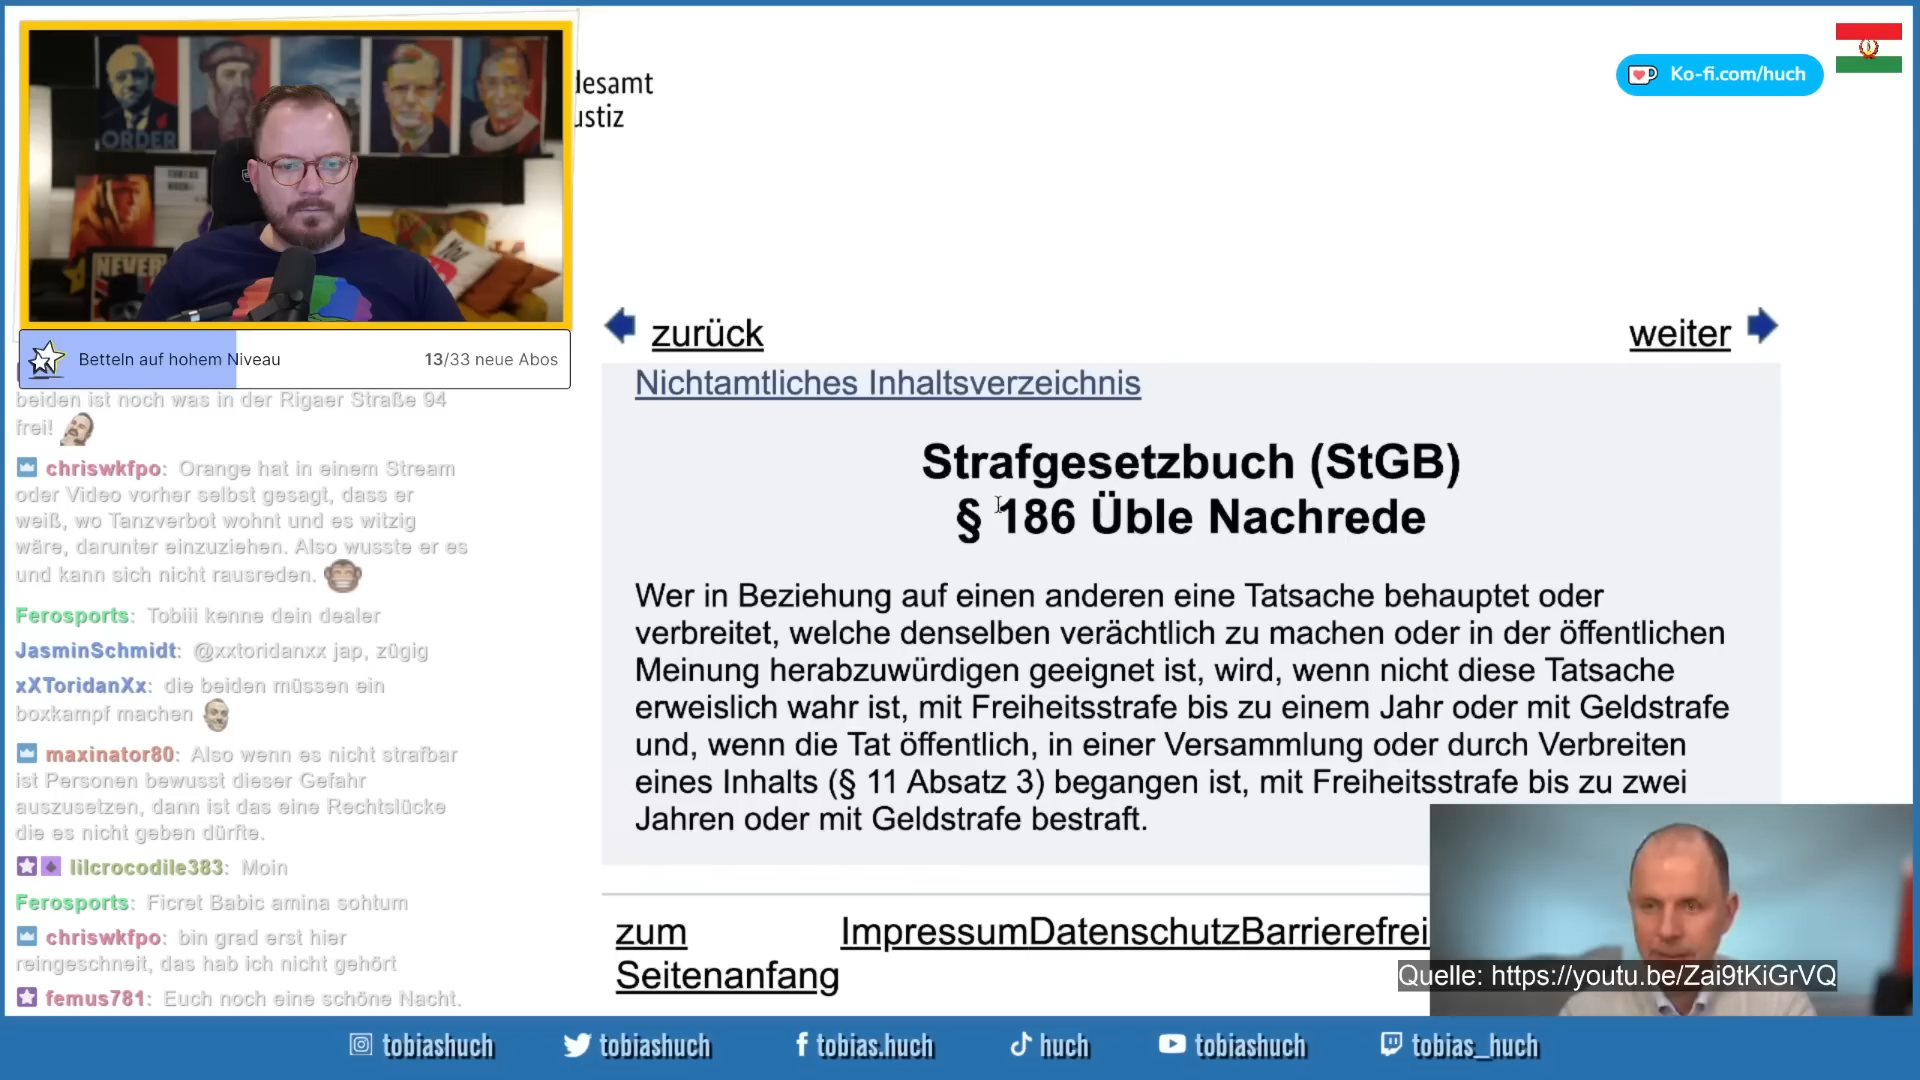 ORDER
NEVER
desamt
ustiz
Ko-fi.com/huch
Betteln auf hohem Niveau
13/33 neue Abos
beiden ist noch was in der Rigaer Straße 94
frei!
chriswkfpo: Orange hat in einem Stream
oder Video vorher selbst gesagt, dass er
weiß, wo Tanzverbot wohnt und es witzig
wäre, darunter einzuziehen. Also wusste er es
und kann sich nicht rausreden.
Ferosports: Tobiii kenne dein dealer
JasminSchmidt: @xxtoridanxx jap, zügig
xXToridanXx: die beiden müssen ein
boxkampf machen
maxinator80: Also wenn es nicht strafbar
ist Personen bewusst dieser Gefahr
auszusetzen, dann ist das eine Rechtslücke
die es nicht geben dürfte.
lilcrocodile383: Moin
Ferosports: Ficret Babic amina sohtum
chriswkfpo: bin grad erst hier
reingeschneit, das hab ich nicht gehört
femus781: Euch noch eine schöne Nacht.
zurück
weiter
Nichtamtliches Inhaltsverzeichnis
Strafgesetzbuch (StGB)
§ 186 Üble Nachrede
Wer in Beziehung auf einen anderen eine Tatsache behauptet oder
verbreitet, welche denselben verächtlich zu machen oder in der öffentlichen
Meinung herabzuwürdigen geeignet ist, wird, wenn nicht diese Tatsache
erweislich wahr ist, mit Freiheitsstrafe bis zu einem Jahr oder mit Geldstrafe
und, wenn die Tat öffentlich, in einer Versammlung oder durch Verbreiten
eines Inhalts (§ 11 Absatz 3) begangen ist, mit Freiheitsstrafe bis zu zwei
Jahren oder mit Geldstrafe bestraft.
zum
Seitenanfang
ImpressumDatenschutzBarrierefrei
Quelle: https://youtu.be/Zai9tKiGrVQ
tobiashuch
tobiashuch
tobias.huch
huch
tobiashuch
tobias_huch